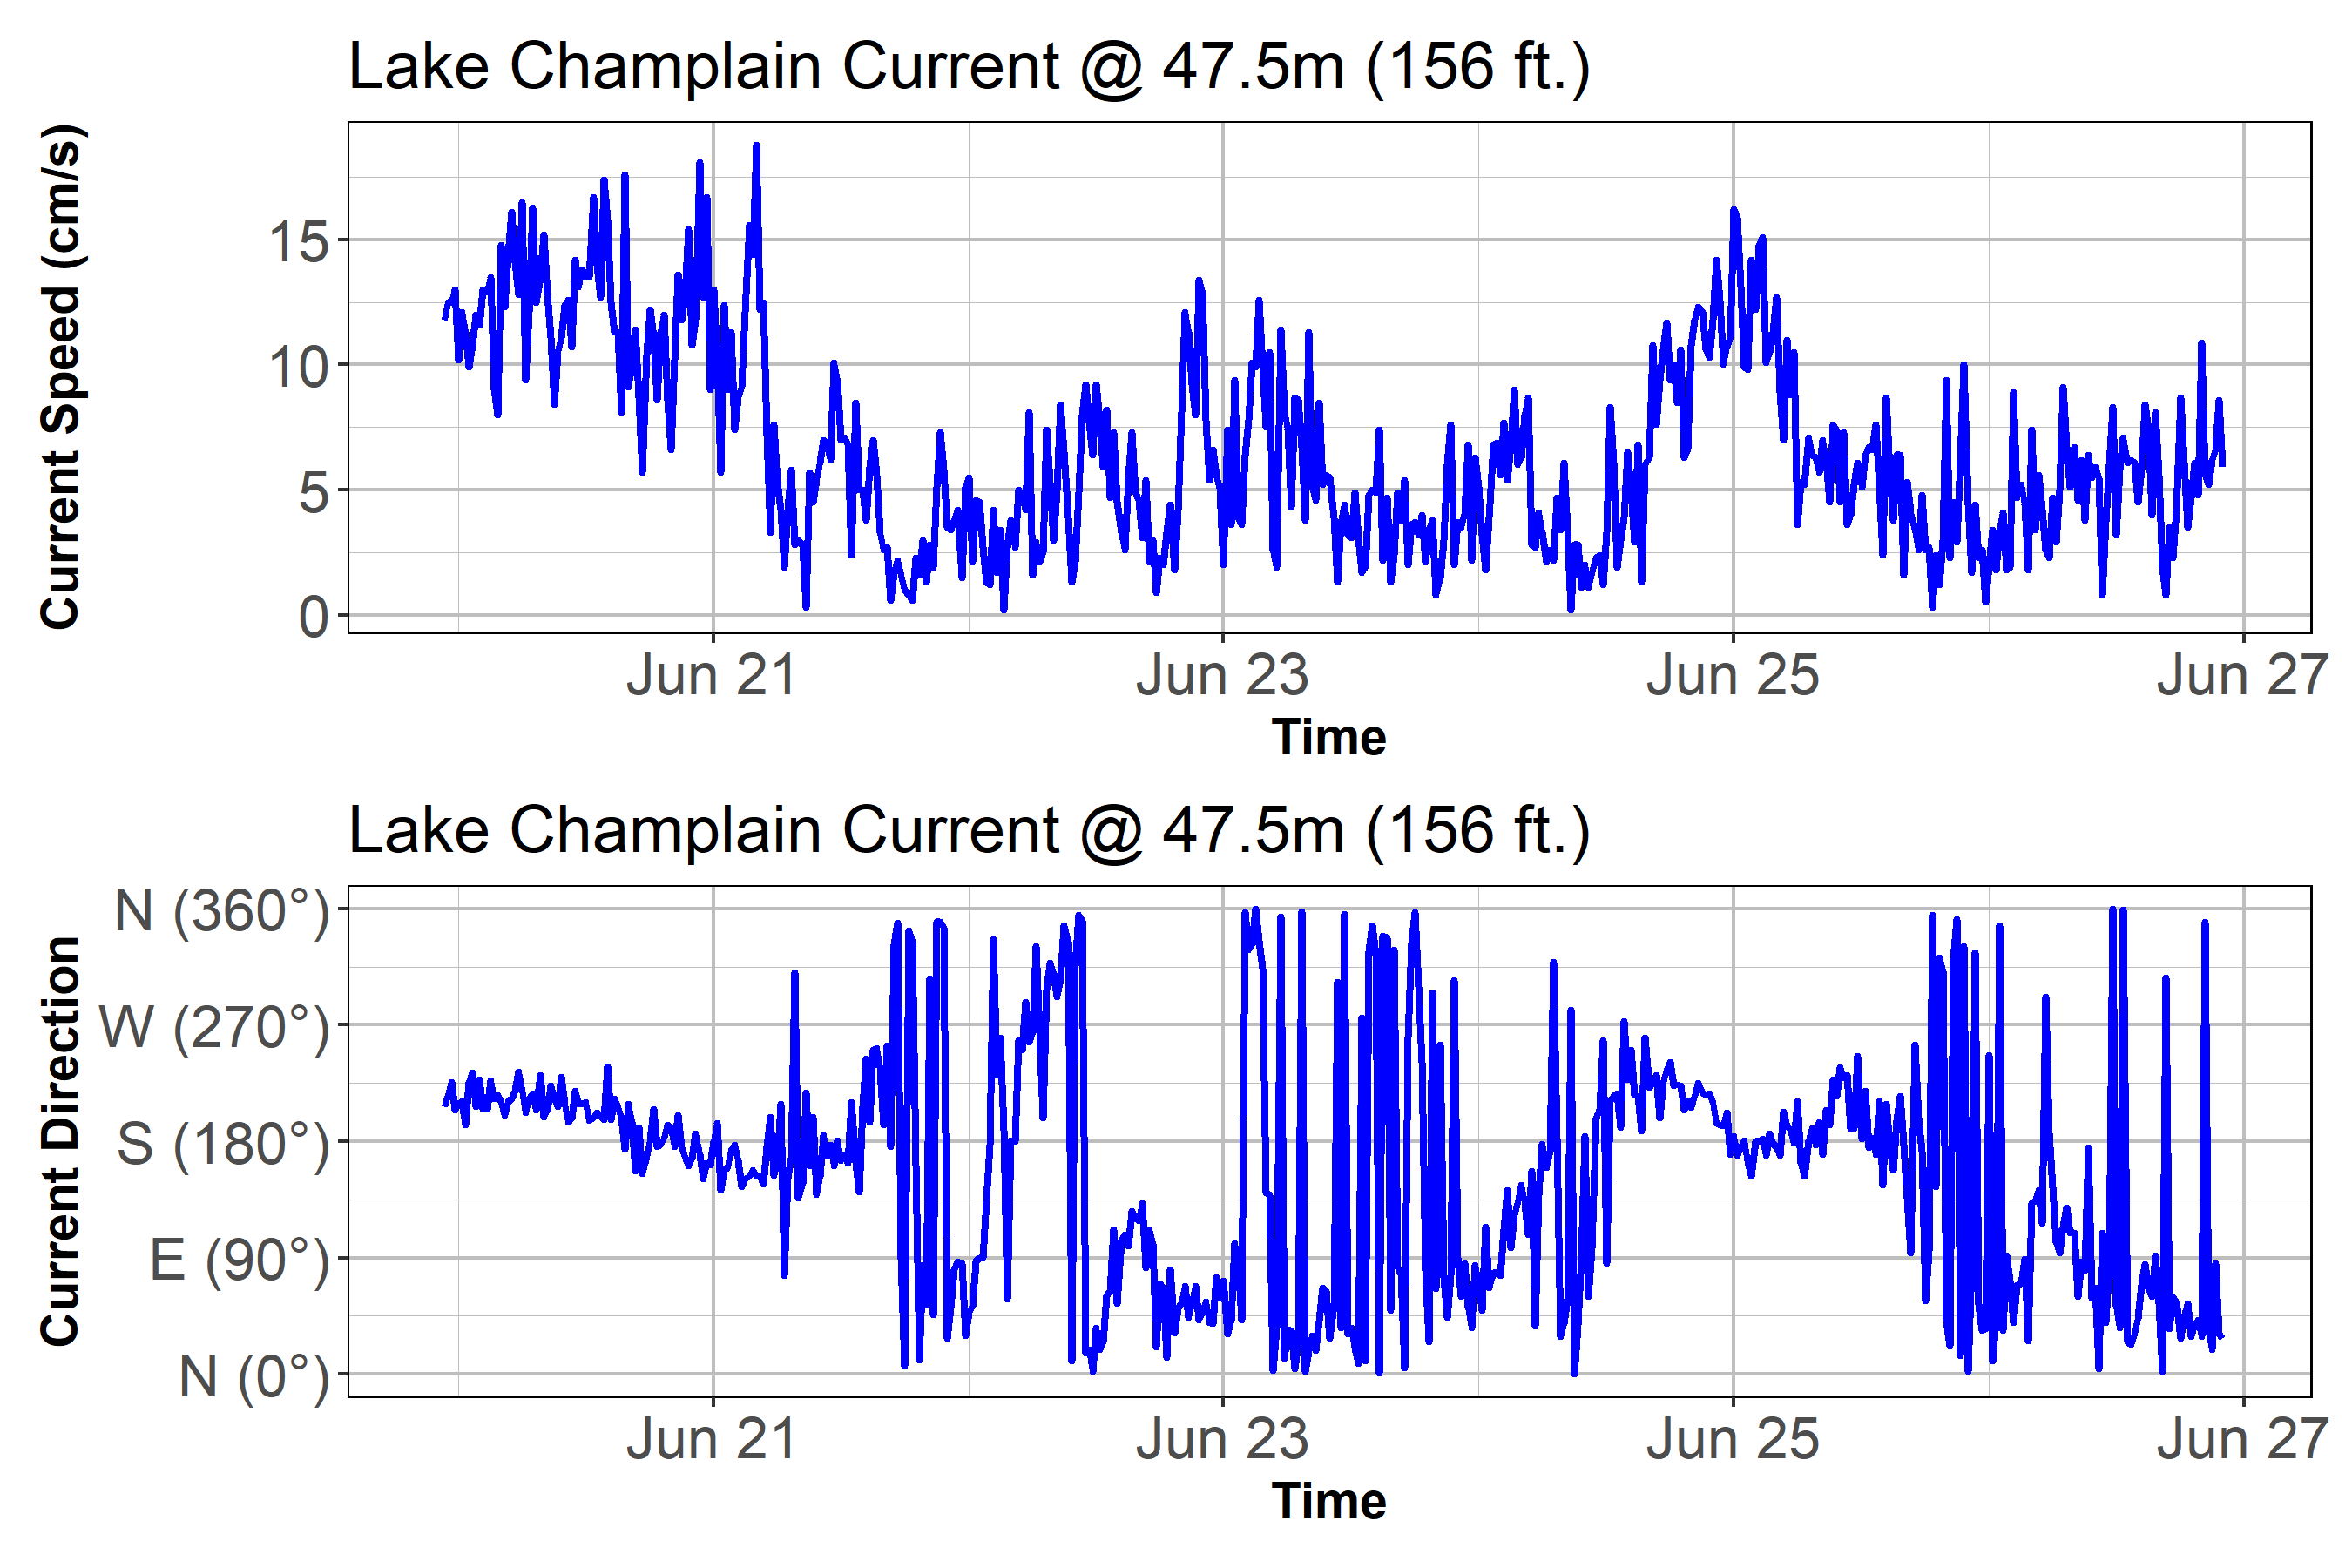 Lake Champlain Current @ 47.5m (156 ft.)
Current Speed (cm/s)
15
10
5
0
Jun 21 Jun 23 Jun 25 Jun 27
Time
Lake Champlain Current @ 47.5m (156 ft.)
Current Direction
N (360°)
W (270°)
S (180°)
E (90°)
N (0°)
Jun 21 Jun 23 Jun 25 Jun 27
Time